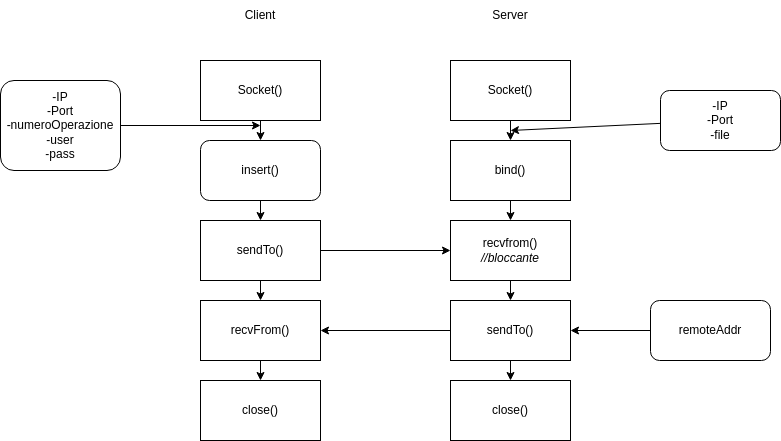 Client
Server
Socket()
Socket()
-IP
-Port
-numeroOperazione
-user
-pass
-IP
-Port
-file
insert()
bind()
sendTo()
recvfrom()
//bloccante
recvFrom()
sendTo()
remoteAddr
close()
close()